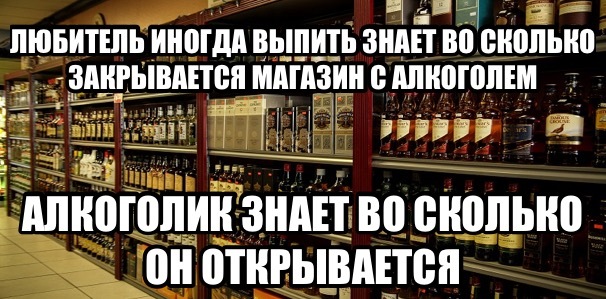 ЛЮБИТЕЛЬ ИНОГДА ВЫПИТЬ ЗНАЕТ ВО СКОЛЬКО
ЗАКРЫВАЕТСЯ МАГАЗИН С АЛКОГОЛЕМ
АЛКОГОЛИК ЗНАЕТ ВО СКОЛЬКО
ОН ОТКРЫВАЕТСЯ